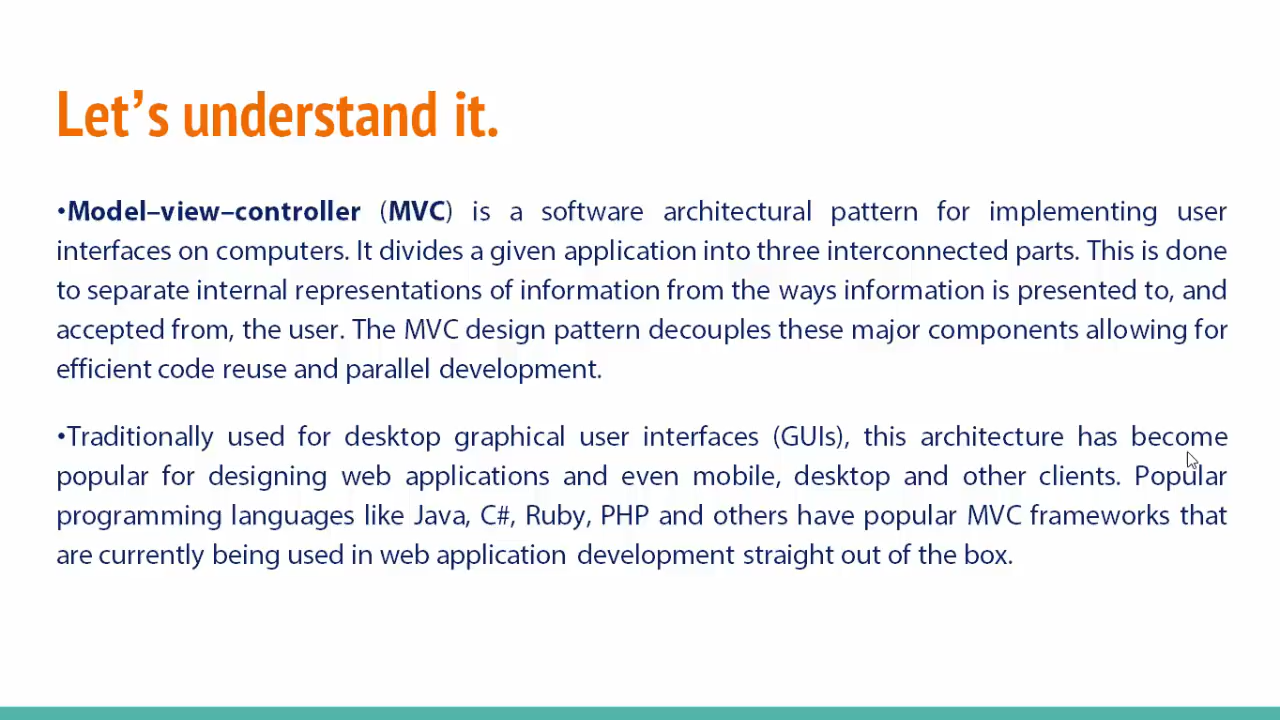 Let’s understand it.
•Model–view–controller (MVC) is a software architectural pattern for implementing user
interfaces on computers. It divides a given application into three interconnected parts. This is done
to separate internal representations of information from the ways information is presented to, and
accepted from, the user. The MVC design pattern decouples these major components allowing for
efficient code reuse and parallel development.
•Traditionally used for desktop graphical user interfaces (GUIs), this architecture has become
popular for designing web applications and even mobile, desktop and other clients. Popular
programming languages like Java, C#, Ruby, PHP and others have popular MVC frameworks that
are currently being used in web application development straight out of the box.